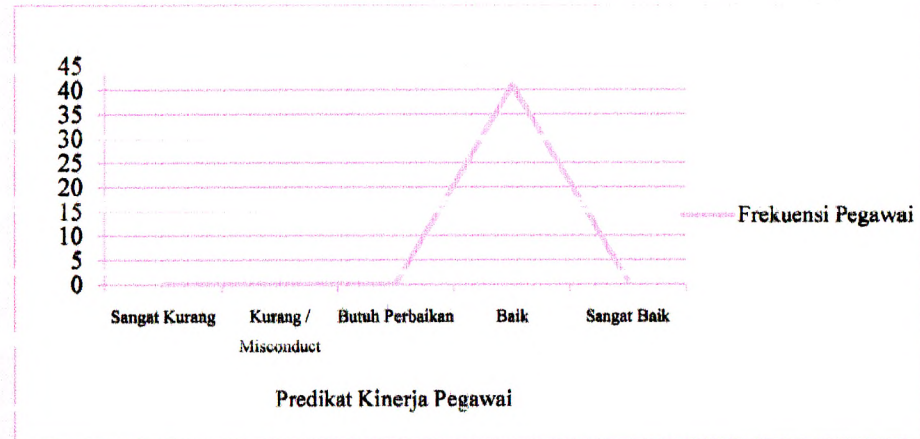 45
40
35
30
25
20
15
10
5
0
Frekuensi Pegawai
Sangat Kurang
Kurang /
Misconduct
Butuh Perbaikan
Baik
Sangat Baik
Predikat Kinerja Pegawai